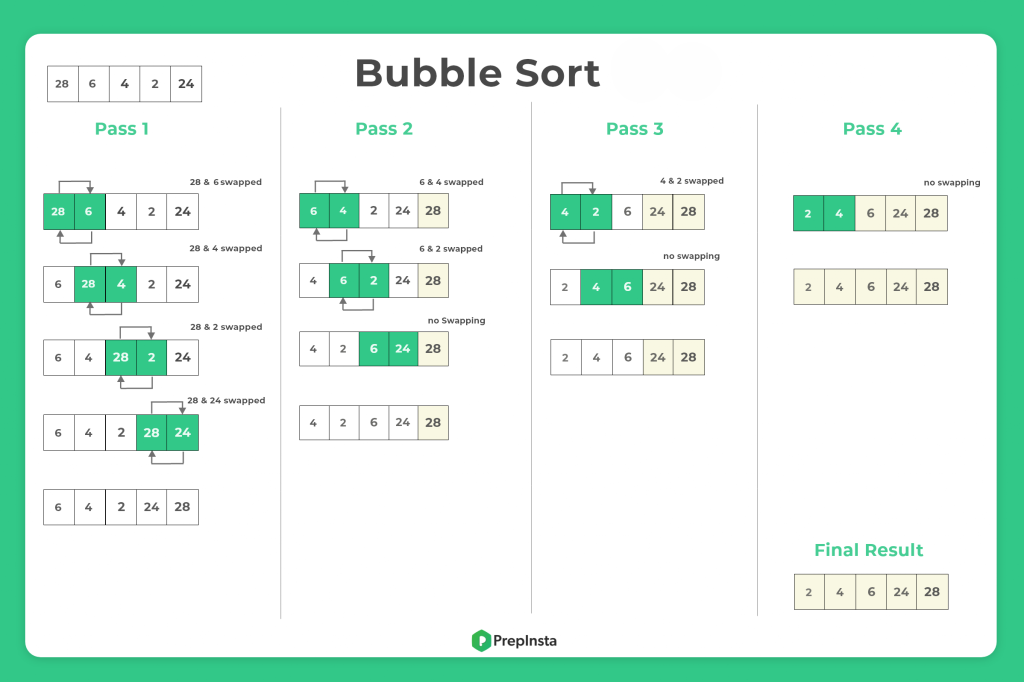 Bubble Sort
28 6 4 2 24
Pass 1
28 & 6 swapped
28 6 4 2 24
28 & 4 swapped
6 28 4 2 24
28 & 2 swapped
6 4 28 2 24
28 & 24 swapped
6 4 2 28 24
6 4 2 24 28
Pass 2
6 & 4 swapped
6 4 2 24 28
6 & 2 swapped
4 6 2 24 28
no Swapping
4 2 6 24 28
4 2 6 24 28
Pass 3
4 & 2 swapped
4 2 6 24 28
no swapping
2 4 6 24 28
2 4 6 24 28
Pass 4
no swapping
2 4 6 24 28
2 4 6 24 28
Final Result
2 4 6 24 28
PrepInsta